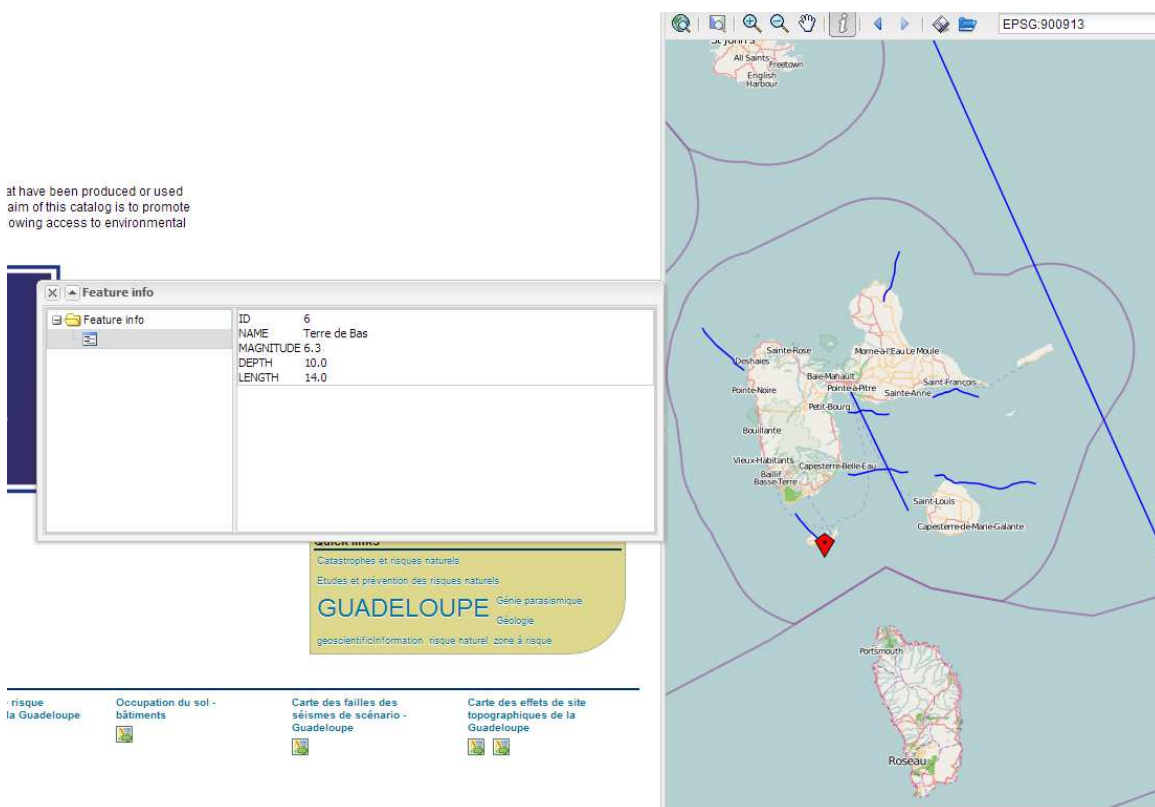 EPSG:900913
at have been produced or used
aim of this catalog is to promote
owing access to environmental
Feature info
Feature info
ID 6
NAME Terre de Bas
MAGNITUDE 6.3
DEPTH 10.0
LENGTH 14.0
Quick links
Catastrophes et risques naturels
Etudes et prévention des risques naturels
GUADELOUPE Génie parasismique
Géologie
geoscientificInformation risque naturel zone à risque
risque
la Guadeloupe
Occupation du sol -
bâtiments
Carte des failles des
séismes de scénario -
Guadeloupe
Carte des effets de site
topographiques de la
Guadeloupe
St John's
All Saints
Freetown
English
Harbour
Sainte-Rose
Morne-à-l'Eau Le Moule
Deshaies
Baie-Mahault
Pointe-à-Pitre
Saint-François
Pointe-Noire
Sainte-Anne
Petit-Bourg
Bouillante
Vieux-Habitants
Capesterre-Belle-Eau
Baillif
Basse-Terre
Saint-Louis
Capesterre-de-Marie-Galante
Portsmouth
Roseau